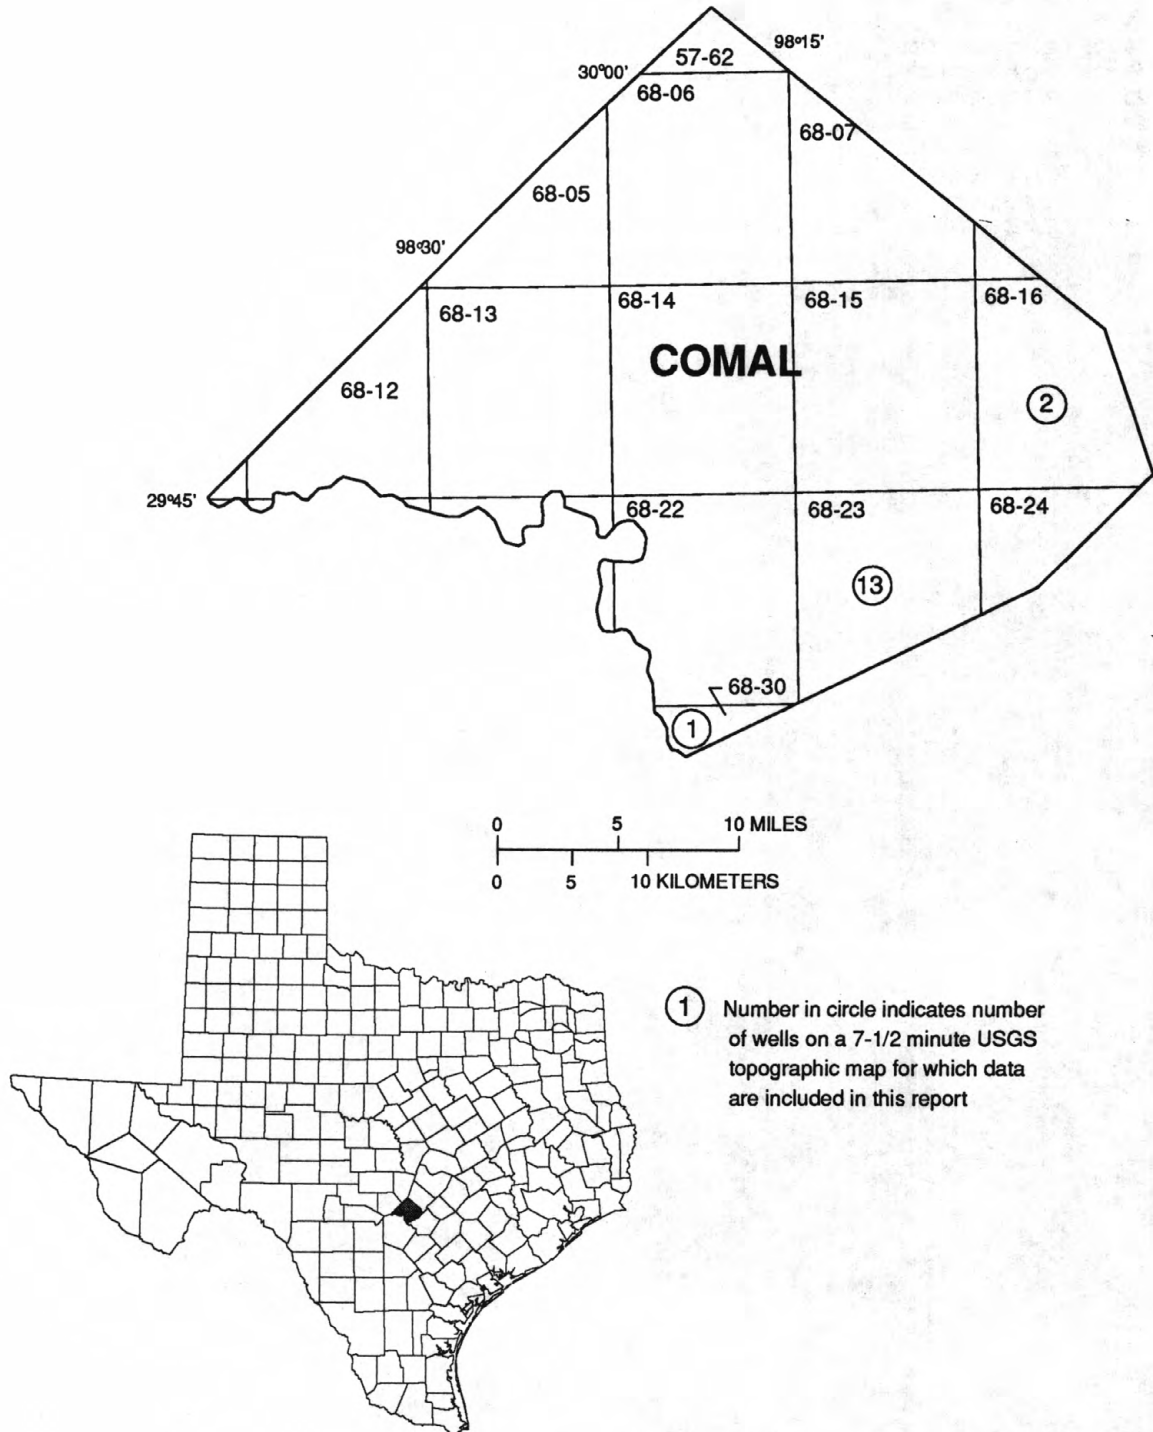 98°15'
57-62
30°00'
68-06
68-07
68-05
98°30'
68-13
68-14
68-15
68-16
COMAL
68-12
2
29°45'
68-22
68-23
68-24
13
68-30
1
0 5 10 MILES
0 5 10 KILOMETERS
1 Number in circle indicates number
of wells on a 7-1/2 minute USGS
topographic map for which data
are included in this report